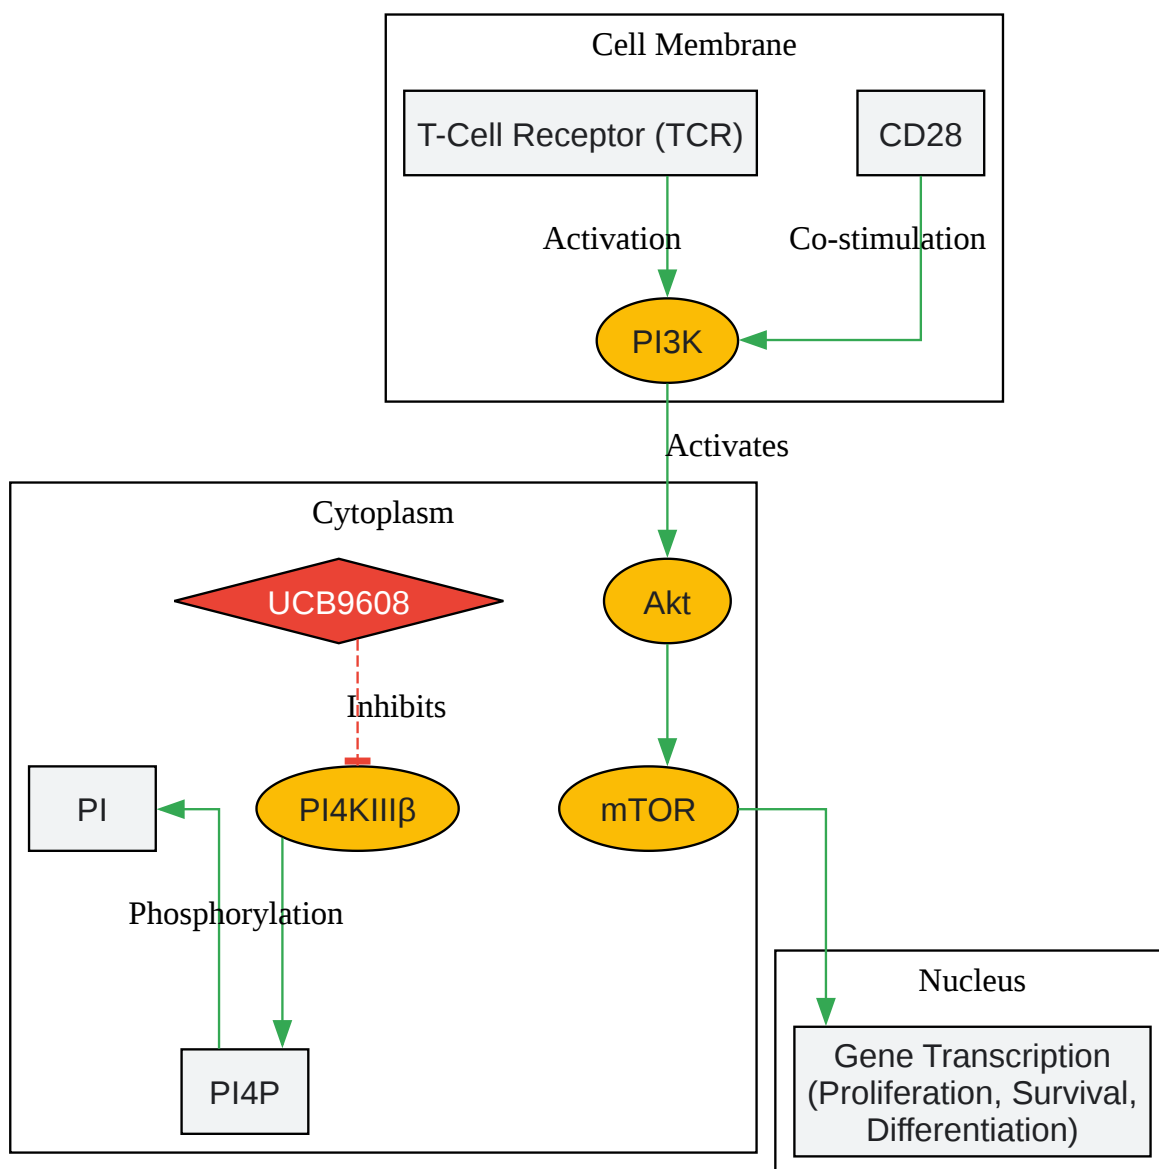 Cell Membrane
T-Cell Receptor (TCR)
CD28
Activation
Co-stimulation
PI3K
Activates
Cytoplasm
UCB9608
Akt
Inhibits
PI
PI4KIIIβ
mTOR
Phosphorylation
Nucleus
PI4P
Gene Transcription
(Proliferation, Survival,
Differentiation)